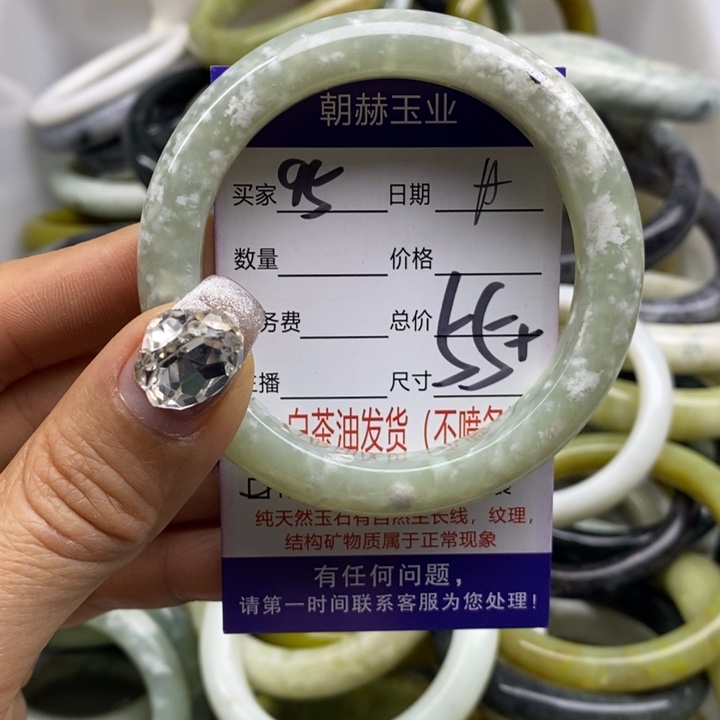 朝赫玉业
买家 95 日期
数量 价格
务费 总价
主播 尺寸 55+
白茶油发货（不喷
纯天然玉石有自然生长线，纹理，
结构矿物质属于正常现象
有任何问题，
请第一时间联系客服为您处理！